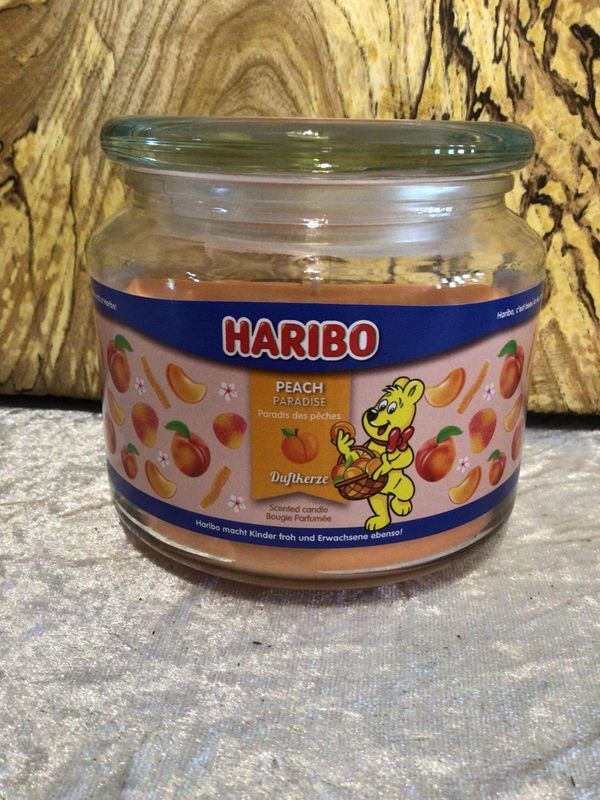 Haribo, c'est beau la vie
HARIBO
PEACH
PARADISE
Paradis des pêches
Duftkerze
Scented candle
Bougie Parfumée
Haribo macht Kinder froh und Erwachsene ebenso!